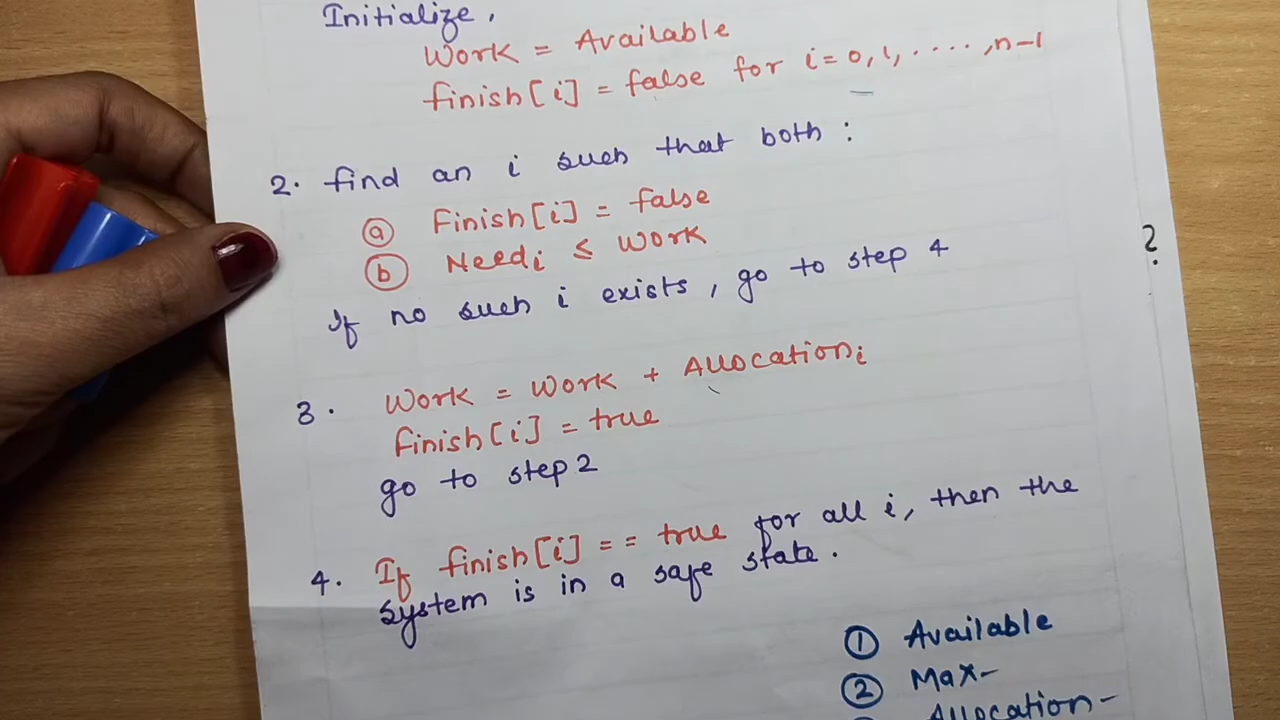 Initialize,
Work = Available
finish[i] = false for i = 0, 1, ....., n-1
2. find an i such that both :
(a) Finish[i] = false
(b) Needi ≤ Work
If no such i exists, go to step 4
?
3. Work = Work + Allocationi
finish[i] = true
go to step 2
4. If finish[i] == true for all i, then the
system is in a safe state.
① Available
② Max-
Allocation-